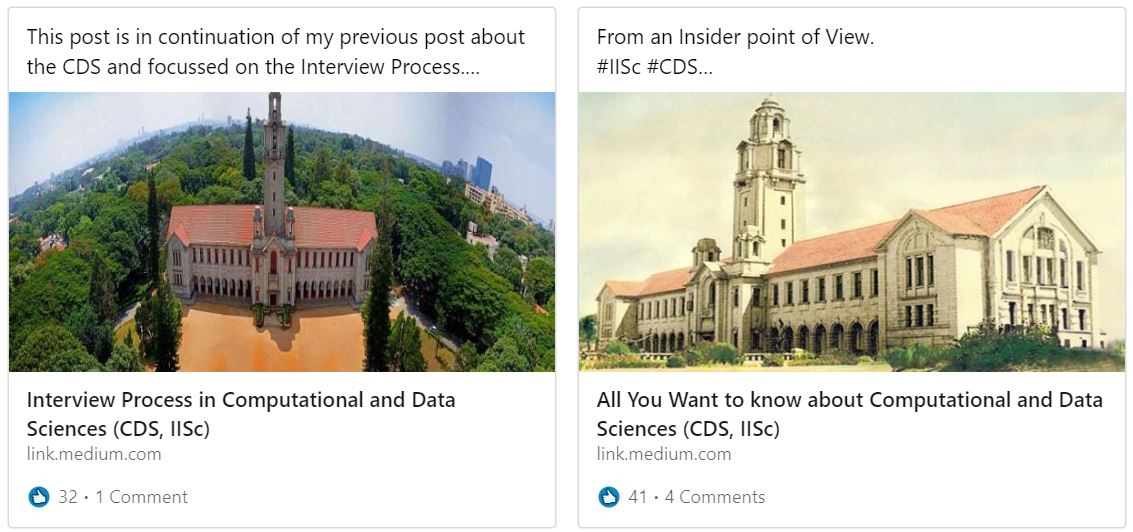 This post is in continuation of my previous post about
the CDS and focussed on the Interview Process....
Interview Process in Computational and Data
Sciences (CDS, IISc)
link.medium.com
32 • 1 Comment
From an Insider point of View.
#IISc #CDS...
All You Want to know about Computational and Data
Sciences (CDS, IISc)
link.medium.com
41 • 4 Comments